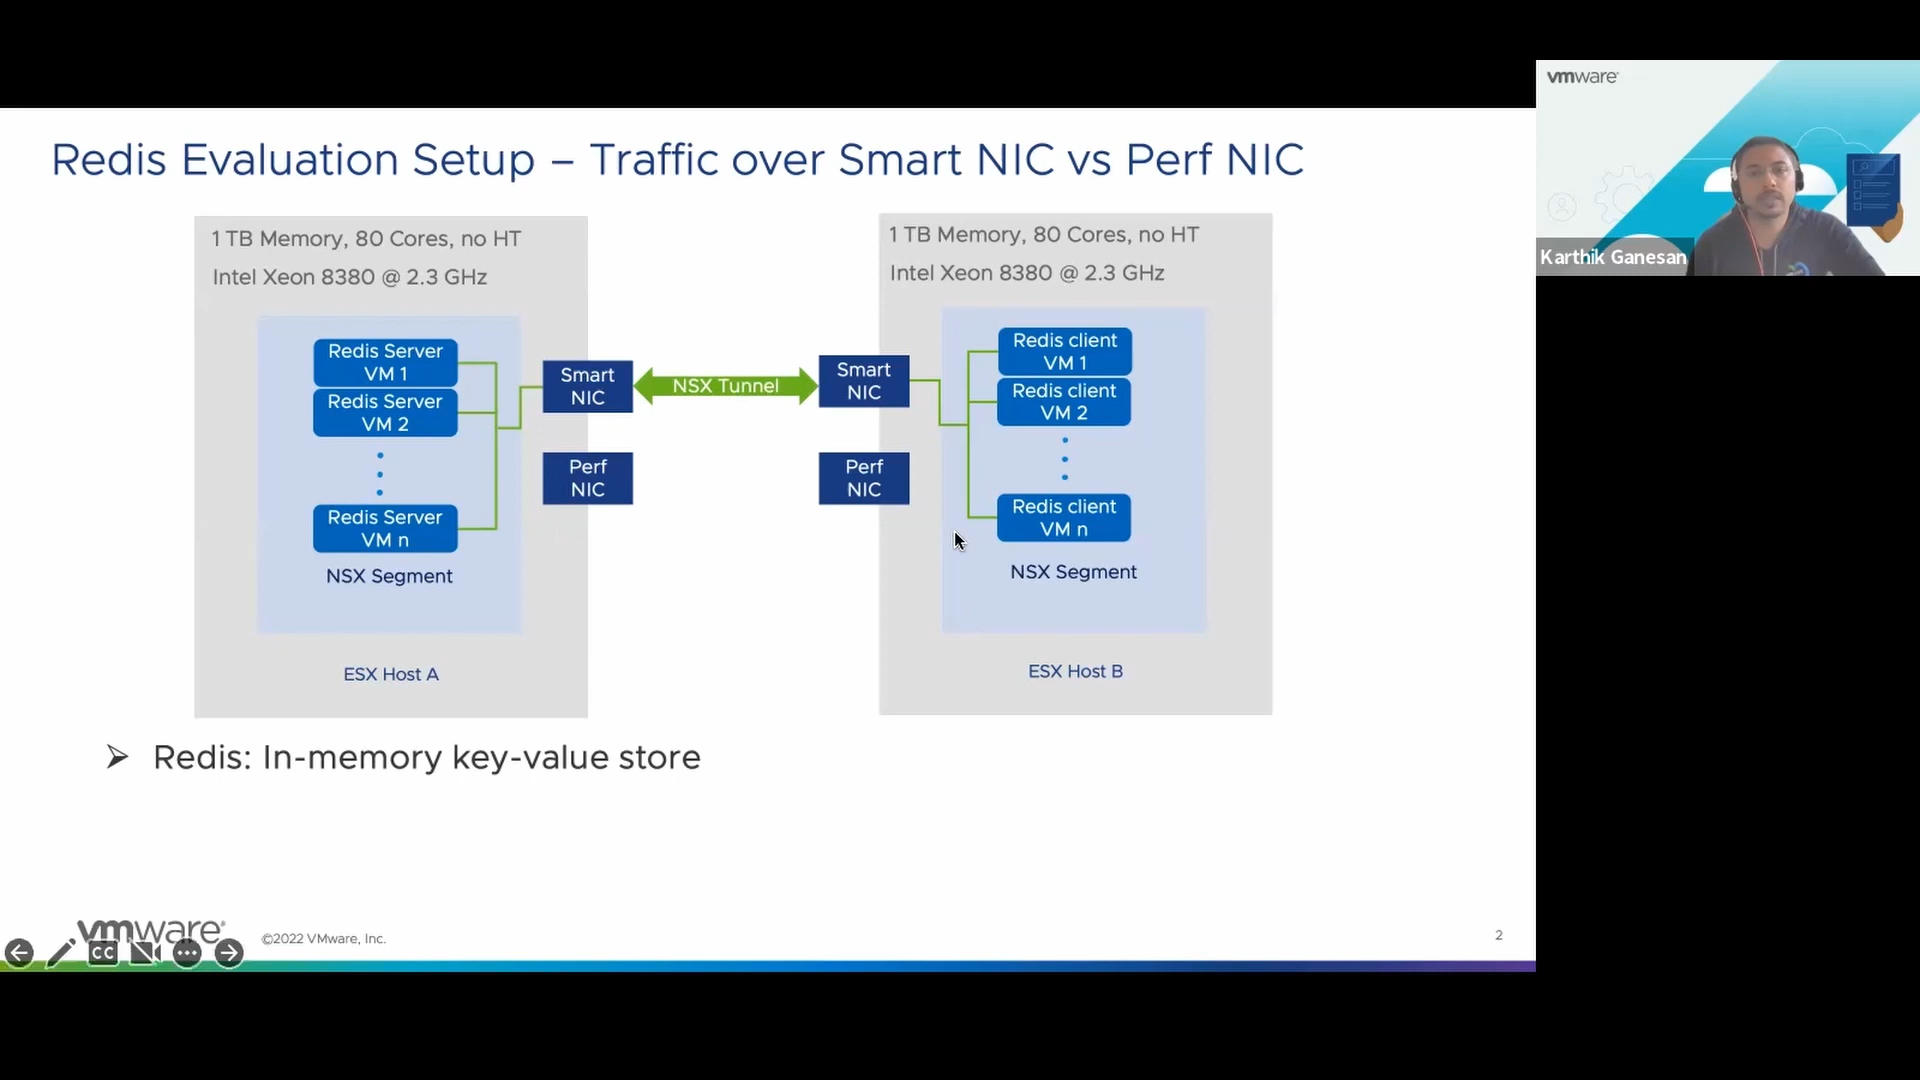 vmware
Karthik Ganesan
Redis Evaluation Setup – Traffic over Smart NIC vs Perf NIC
1 TB Memory, 80 Cores, no HT
Intel Xeon 8380 @ 2.3 GHz
Redis Server
VM 1
Redis Server
VM 2
Redis Server
VM n
NSX Segment
ESX Host A
Smart
NIC
Perf
NIC
NSX Tunnel
Smart
NIC
Perf
NIC
1 TB Memory, 80 Cores, no HT
Intel Xeon 8380 @ 2.3 GHz
Redis client
VM 1
Redis client
VM 2
Redis client
VM n
NSX Segment
ESX Host B
➢ Redis: In-memory key-value store
vmware®
CC
©2022 VMware, Inc.
2